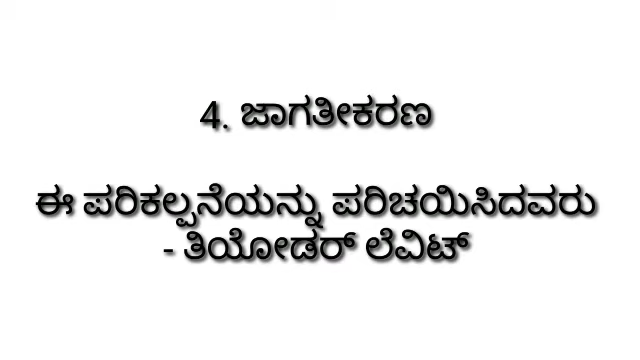 4. ಜಾಗತೀಕರಣ
ಈ ಪರಿಕಲ್ಪನೆಯನ್ನು ಪರಿಚಯಿಸಿದವರು
- ತಿಯೋಡರ್ ಲೆವಿಟ್